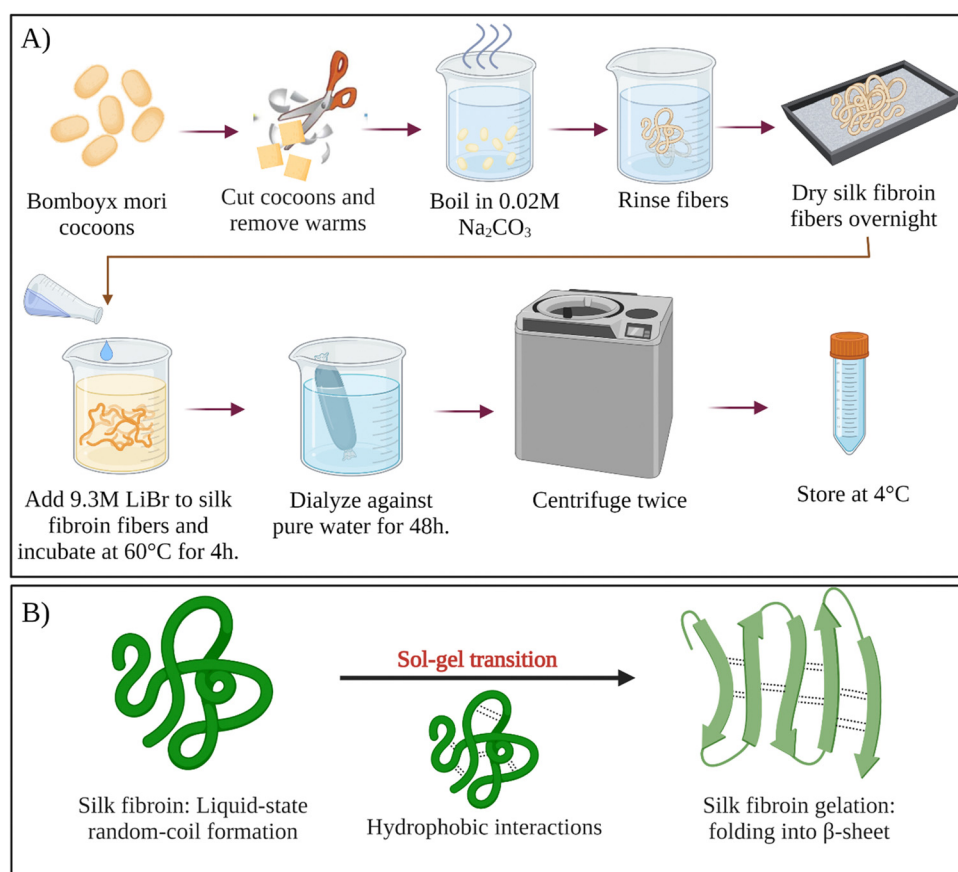 A)
Bomboyx mori
cocoons
Cut cocoons and
remove warms
Boil in 0.02M
Na₂CO₃
Rinse fibers
Dry silk fibroin
fibers overnight
Add 9.3M LiBr to silk
fibroin fibers and
incubate at 60°C for 4h.
Dialyze against
pure water for 48h.
Centrifuge twice
Store at 4°C
B)
Sol-gel transition
Silk fibroin: Liquid-state
random-coil formation
Hydrophobic interactions
Silk fibroin gelation:
folding into β-sheet